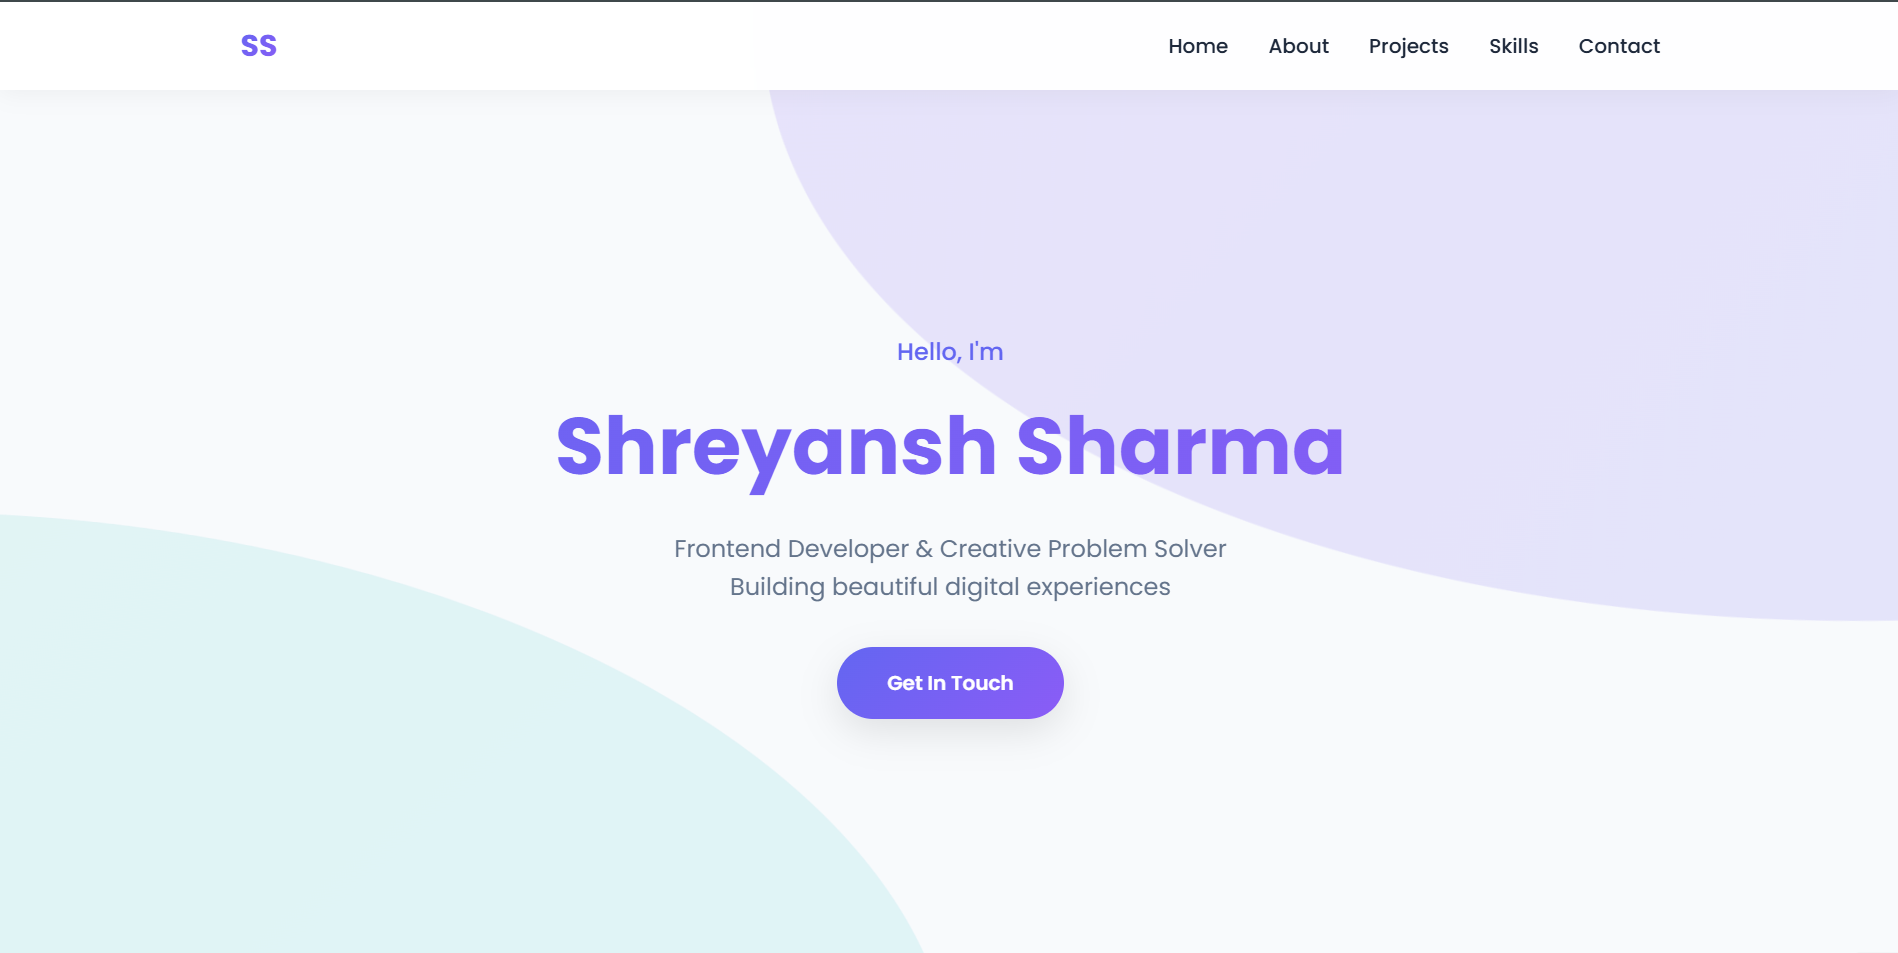 SS
Home About Projects Skills Contact
Hello, I'm
Shreyansh Sharma
Frontend Developer & Creative Problem Solver
Building beautiful digital experiences
Get In Touch